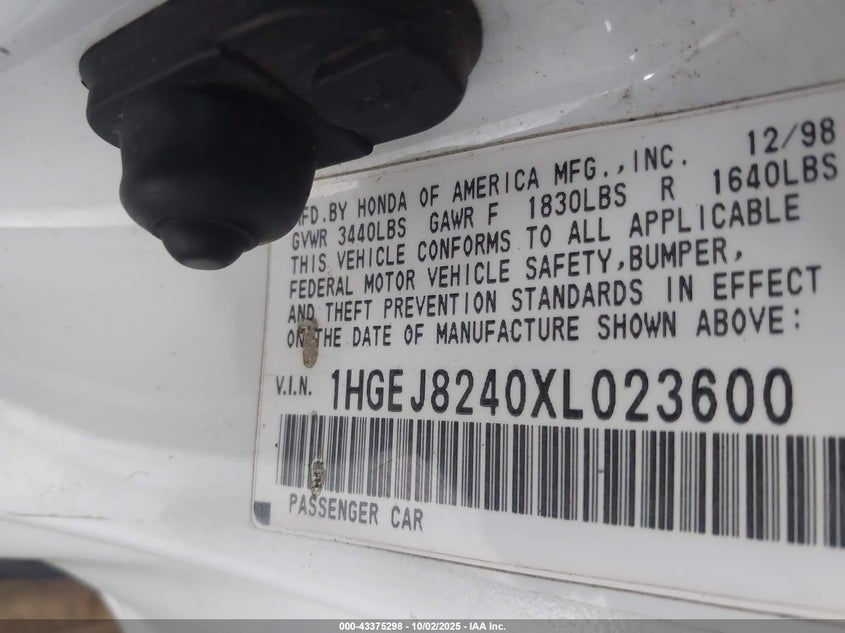 12/98
MFD.BY HONDA OF AMERICA MFG.,INC.
GVWR 3440LBS GAWR F 1830LBS R 1640LBS
THIS VEHICLE CONFORMS TO ALL APPLICABLE
FEDERAL MOTOR VEHICLE SAFETY,BUMPER,
AND THEFT PREVENTION STANDARDS IN EFFECT
ON THE DATE OF MANUFACTURE SHOWN ABOVE:
V.I.N. 1HGEJ8240XL023600
PASSENGER CAR
000-43375298 - 10/02/2025 - IAA Inc.